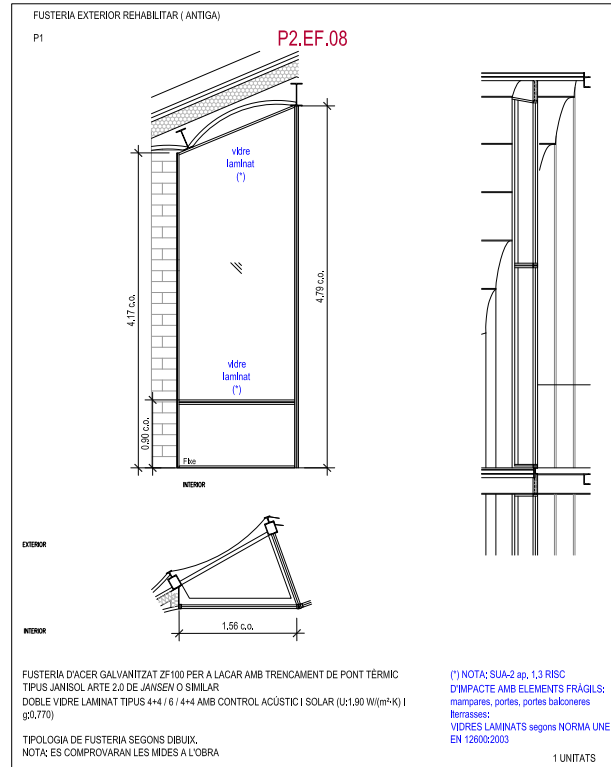 FUSTERIA EXTERIOR REHABILITAR ( ANTIGA)
P1
P2.EF.08
vidre
laminat
(*)
4.17 c.o.
4.79 c.o.
vidre
laminat
(*)
0.90 c.o.
Fixe
INTERIOR
EXTERIOR
INTERIOR
1.56 c.o.
FUSTERIA D'ACER GALVANITZAT ZF100 PER A LACAR AMB TRENCAMENT DE PONT TÈRMIC
TIPUS JANISOL ARTE 2.0 DE JANSEN O SIMILAR
DOBLE VIDRE LAMINAT TIPUS 4+4 / 6 / 4+4 AMB CONTROL ACÚSTIC I SOLAR (U:1,90 W/(m²·K) I
g:0,770)
TIPOLOGIA DE FUSTERIA SEGONS DIBUIX.
NOTA: ES COMPROVARAN LES MIDES A L'OBRA
(*) NOTA: SUA-2 ap. 1.3 RISC
D'IMPACTE AMB ELEMENTS FRÀGILS:
mampares, portes, portes balconeres
iterrasses:
VIDRES LAMINATS segons NORMA UNE
EN 12600:2003
1 UNITATS